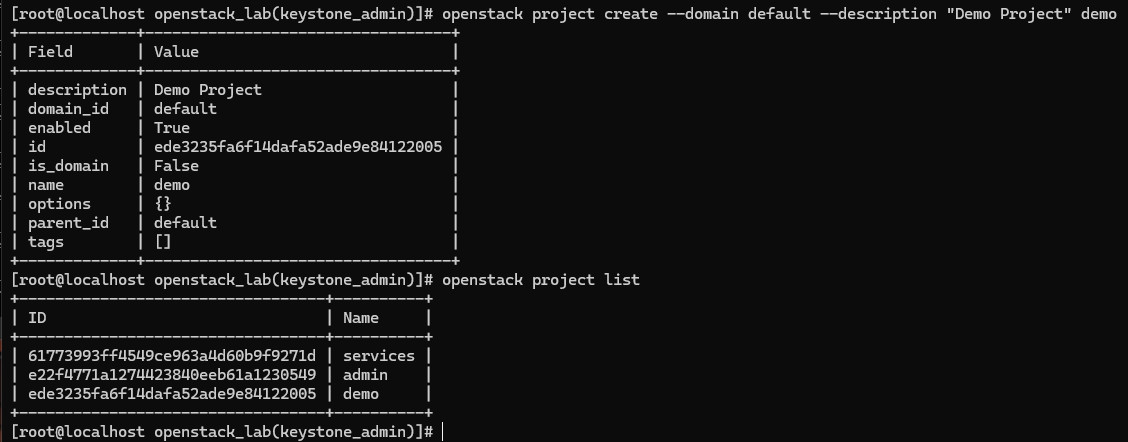 [root@localhost openstack_lab(keystone_admin)]# openstack project create --domain default --description "Demo Project" demo
+-------------+----------------------------------+
| Field       | Value                            |
+-------------+----------------------------------+
| description | Demo Project                     |
| domain_id   | default                          |
| enabled     | True                             |
| id          | ede3235fa6f14dafa52ade9e84122005 |
| is_domain   | False                            |
| name        | demo                             |
| options     | {}                               |
| parent_id   | default                          |
| tags        | []                               |
+-------------+----------------------------------+
[root@localhost openstack_lab(keystone_admin)]# openstack project list
+----------------------------------+----------+
| ID                               | Name     |
+----------------------------------+----------+
| 61773993ff4549ce963a4d60b9f9271d | services |
| e22f4771a1274423840eeb61a1230549 | admin    |
| ede3235fa6f14dafa52ade9e84122005 | demo     |
+----------------------------------+----------+
[root@localhost openstack_lab(keystone_admin)]#